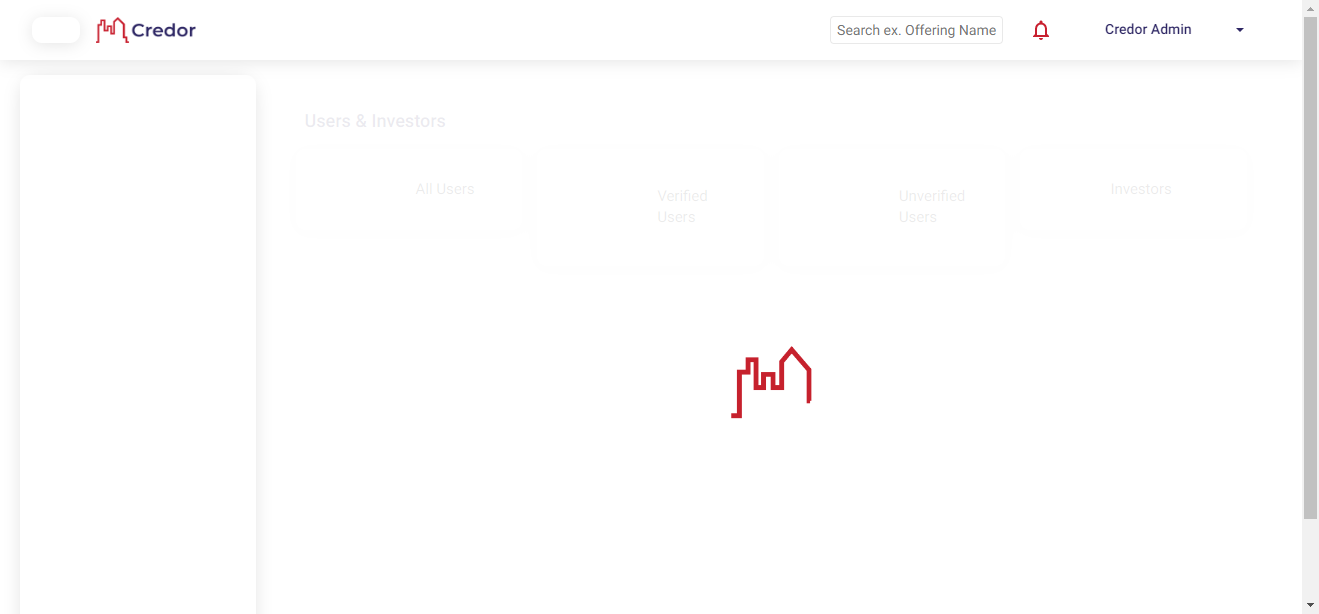 Credor
Search ex. Offering Name
Credor Admin
Users & Investors
All Users
Verified
Users
Unverified
Users
Investors